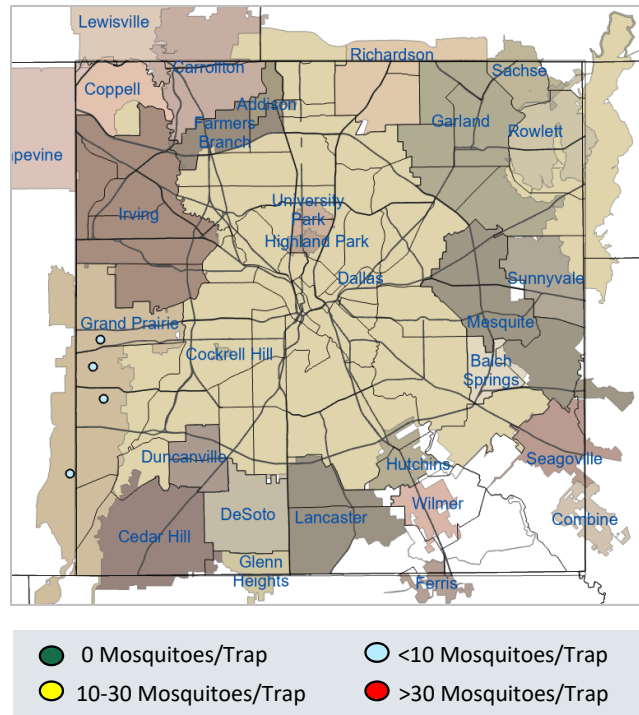 Lewisville
Richardson
Carrollton
Sachse
Coppell
Addison
Garland
Farmers
Branch
Rowlett
apevine
University
Park
Irving
Highland Park
Dallas
Sunnyvale
Grand Prairie
Mesquite
Cockrell Hill
Balch
Springs
Duncanville
Hutchins
Seagoville
Wilmer
DeSoto
Lancaster
Combine
Cedar Hill
Glenn
Heights
Ferris
0 Mosquitoes/Trap
<10 Mosquitoes/Trap
10-30 Mosquitoes/Trap
>30 Mosquitoes/Trap